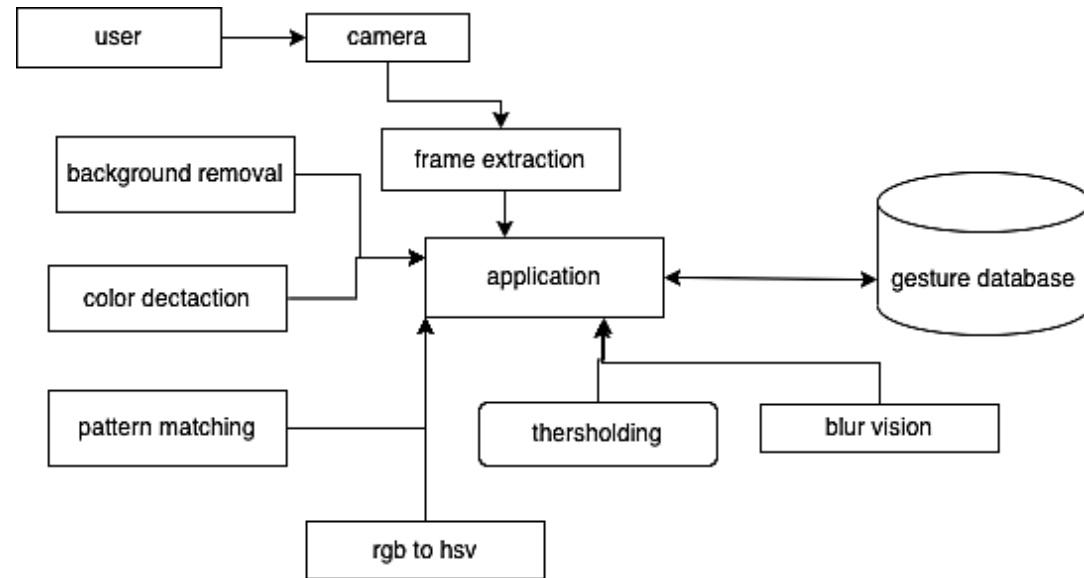 user
camera
frame extraction
background removal
application
gesture database
color dectaction
pattern matching
thersholding
blur vision
rgb to hsv